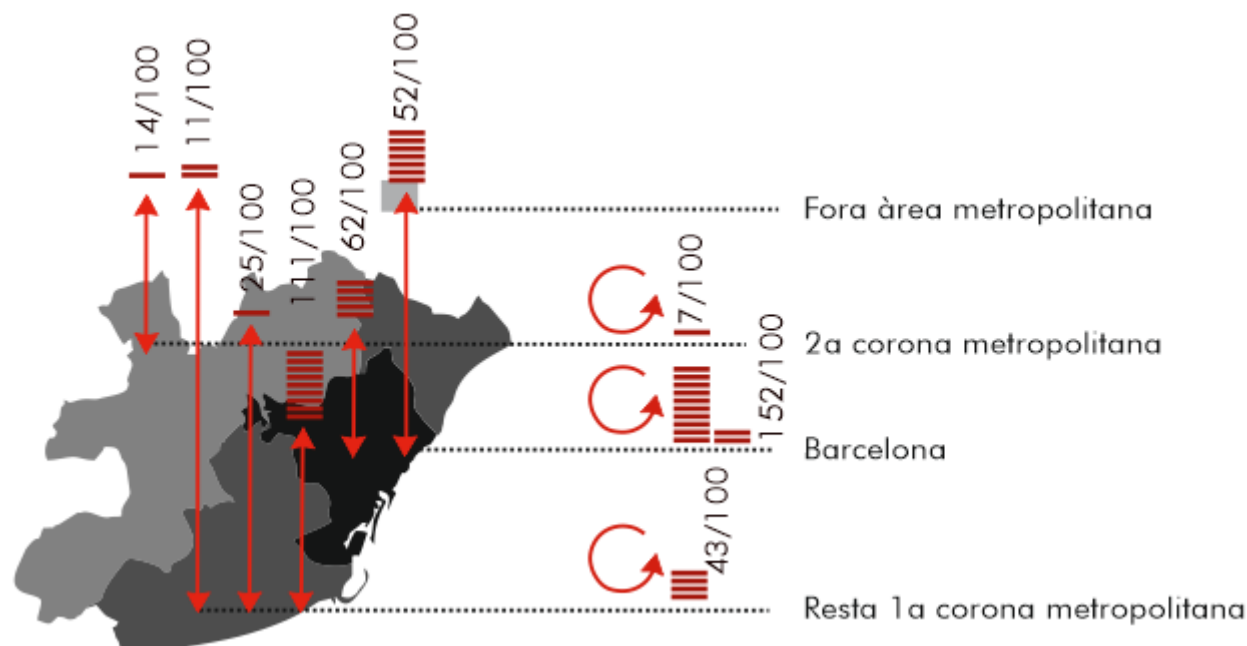 14/100
11/100
25/100
111/100
62/100
52/100
Fora àrea metropolitana
7/100
2a corona metropolitana
152/100
Barcelona
43/100
Resta 1a corona metropolitana